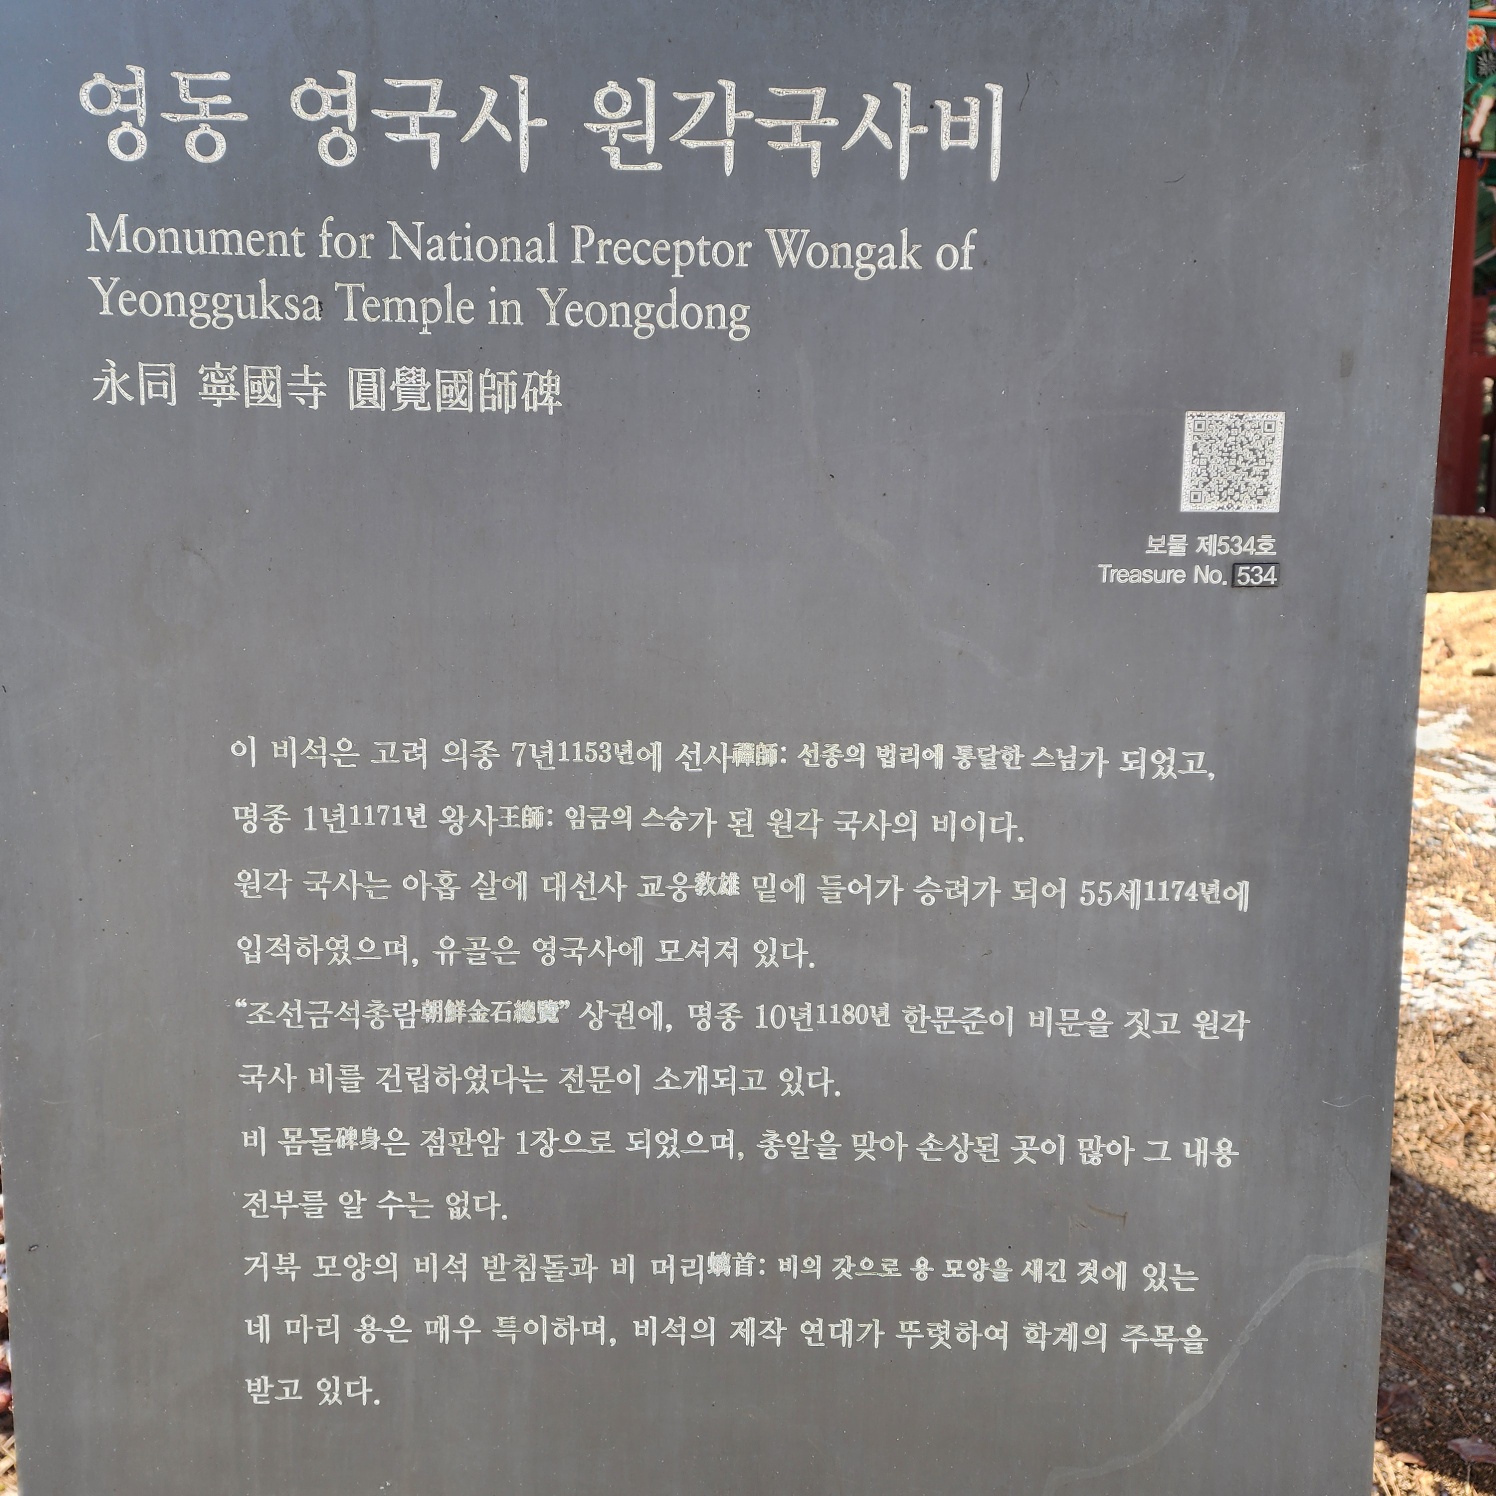 영동 영국사 원각국사비
Monument for National Preceptor Wongak of
Yeongguksa Temple in Yeongdong
永同 寧國寺 圓覺國師碑
보물 제534호
Treasure No. 534
이 비석은 고려 의종 7년1153년에 선사禪師: 선종의 법리에 통달한 스님가 되었고,
명종 1년1171년 왕사王師: 임금의 스승가 된 원각 국사의 비이다.
원각 국사는 아홉 살에 대선사 교웅敎雄 밑에 들어가 승려가 되어 55세1174년에
입적하였으며, 유골은 영국사에 모셔져 있다.
“조선금석총람朝鮮金石總覽” 상권에, 명종 10년1180년 한문준이 비문을 짓고 원각
국사 비를 건립하였다는 전문이 소개되고 있다.
비 몸돌碑身은 점판암 1장으로 되었으며, 총알을 맞아 손상된 곳이 많아 그 내용
전부를 알 수는 없다.
거북 모양의 비석 받침돌과 비 머리螭首: 비의 갓으로 용 모양을 새긴 것에 있는
네 마리 용은 매우 특이하며, 비석의 제작 연대가 뚜렷하여 학계의 주목을
받고 있다.